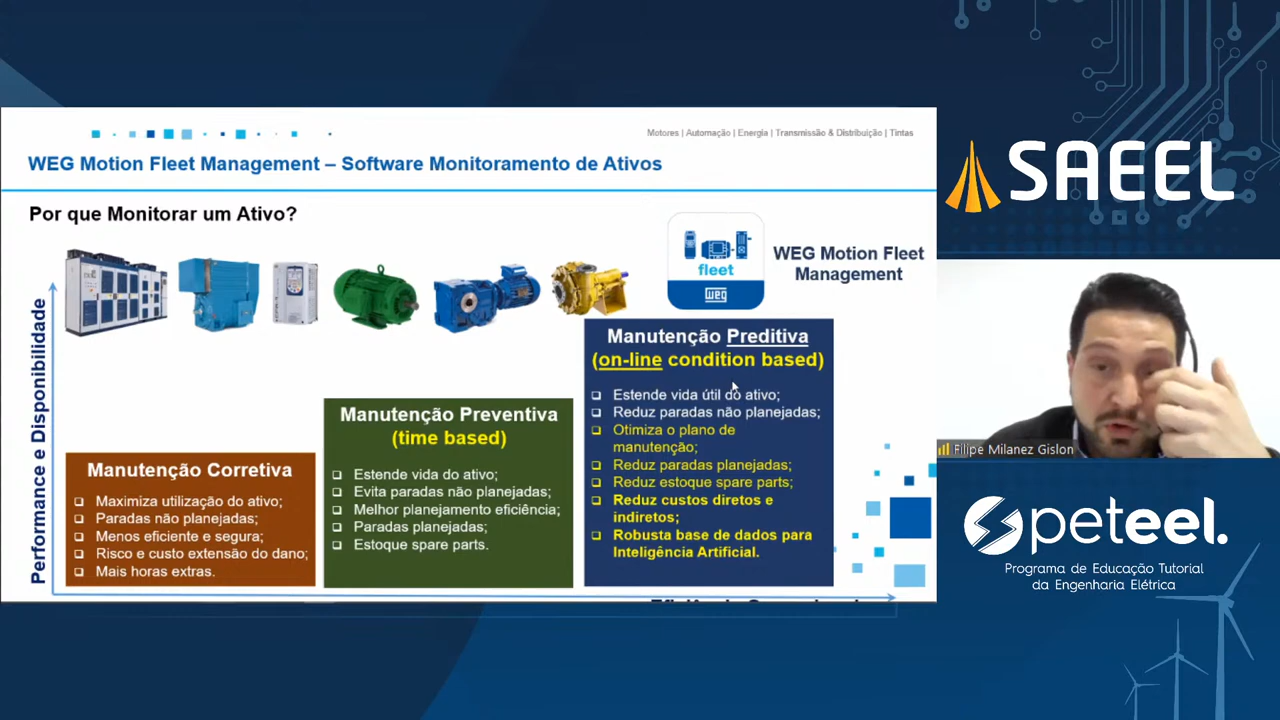 Motores | Automação | Energia | Transmissão & Distribuição | Tintas
WEG Motion Fleet Management – Software Monitoramento de Ativos
Por que Monitorar um Ativo?
fleet
weg
WEG Motion Fleet
Management
Performance e Disponibilidade
Manutenção Corretiva
Maximiza utilização do ativo;
Paradas não planejadas;
Menos eficiente e segura;
Risco e custo extensão do dano;
Mais horas extras.
Manutenção Preventiva
(time based)
Estende vida do ativo;
Evita paradas não planejadas;
Melhor planejamento eficiência;
Paradas planejadas;
Estoque spare parts.
Manutenção Preditiva
(on-line condition based)
Estende vida útil do ativo;
Reduz paradas não planejadas;
Otimiza o plano de
manutenção;
Reduz paradas planejadas;
Reduz estoque spare parts;
Reduz custos diretos e
indiretos;
Robusta base de dados para
Inteligência Artificial.
SAEEL
Filipe Milanez Gislon
peteel.
Programa de Educação Tutorial
da Engenharia Elétrica